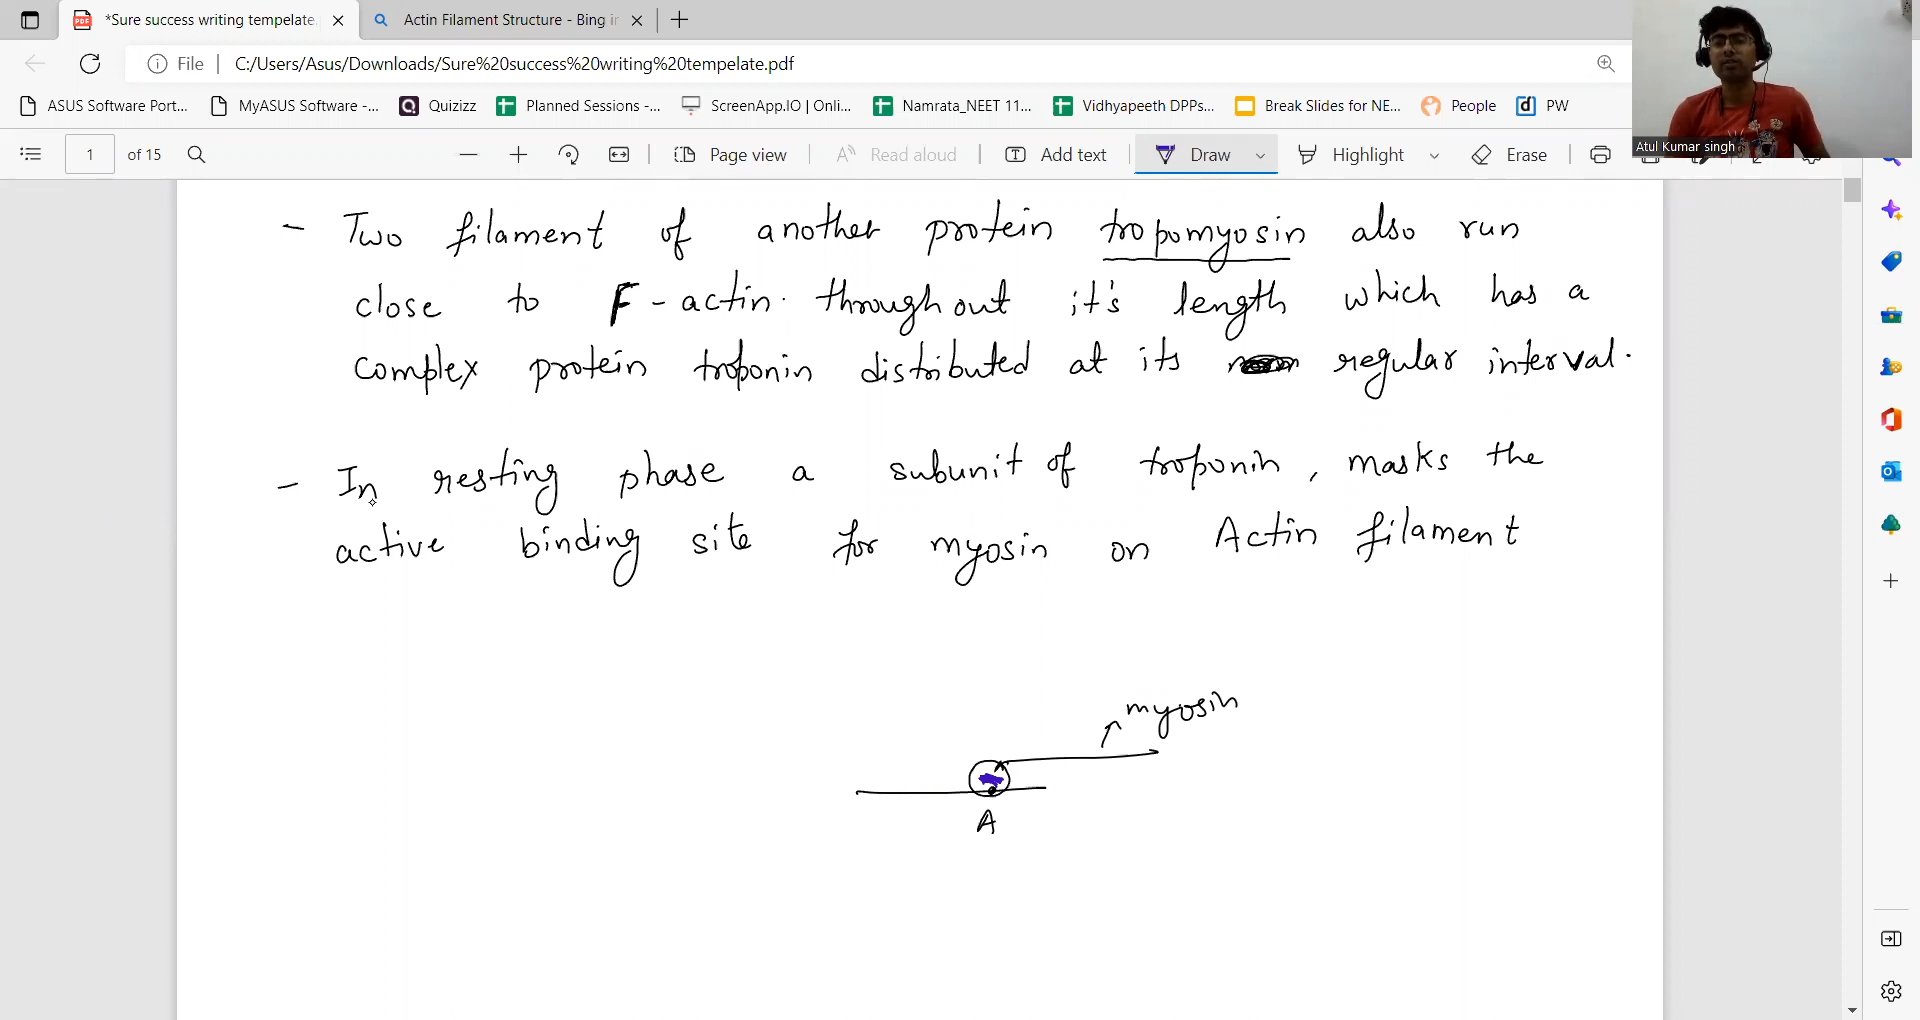 *Sure success writing tempelate.
Actin Filament Structure - Bing in
File
C:/Users/Asus/Downloads/Sure%20success%20writing%20tempelate.pdf
ASUS Software Port...
MyASUS Software -...
Quizizz
Planned Sessions -...
ScreenApp.IO | Onli...
Namrata_NEET 11...
Vidhyapeeth DPPs...
Break Slides for NE...
People
PW
1 of 15
Page view
Read aloud
Add text
Draw
Highlight
Erase
Atul Kumar singh
- Two filament of another protein tropomyosin also run
close to F-actin. throughout it's length which has a
complex protein troponin distributed at its regular interval.
- In resting phase a subunit of troponin, masks the
active binding site for myosin on Actin filament
myosin
A